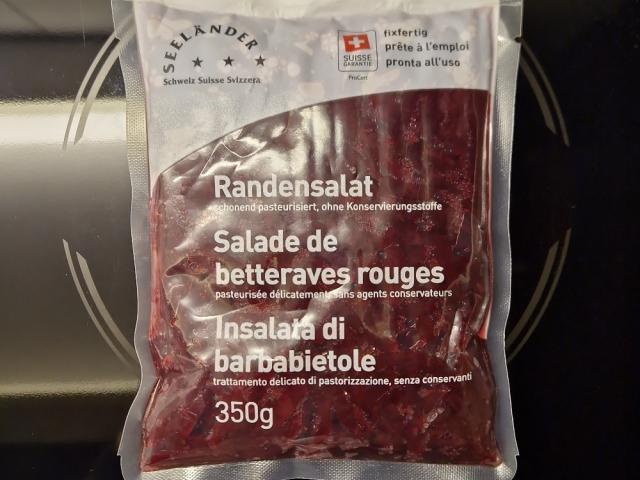 SEELÄNDER
Schweiz Suisse Svizzera
SUISSE
GARANTIE
ProCert
fixfertig
prête à l'emploi
pronta all'uso
Randensalat
schonend pasteurisiert, ohne Konservierungsstoffe
Salade de
betteraves rouges
pasteurisée délicatement, sans agents conservateurs
Insalata di
barbabietole
trattamento delicato di pastorizzazione, senza conservanti
350g